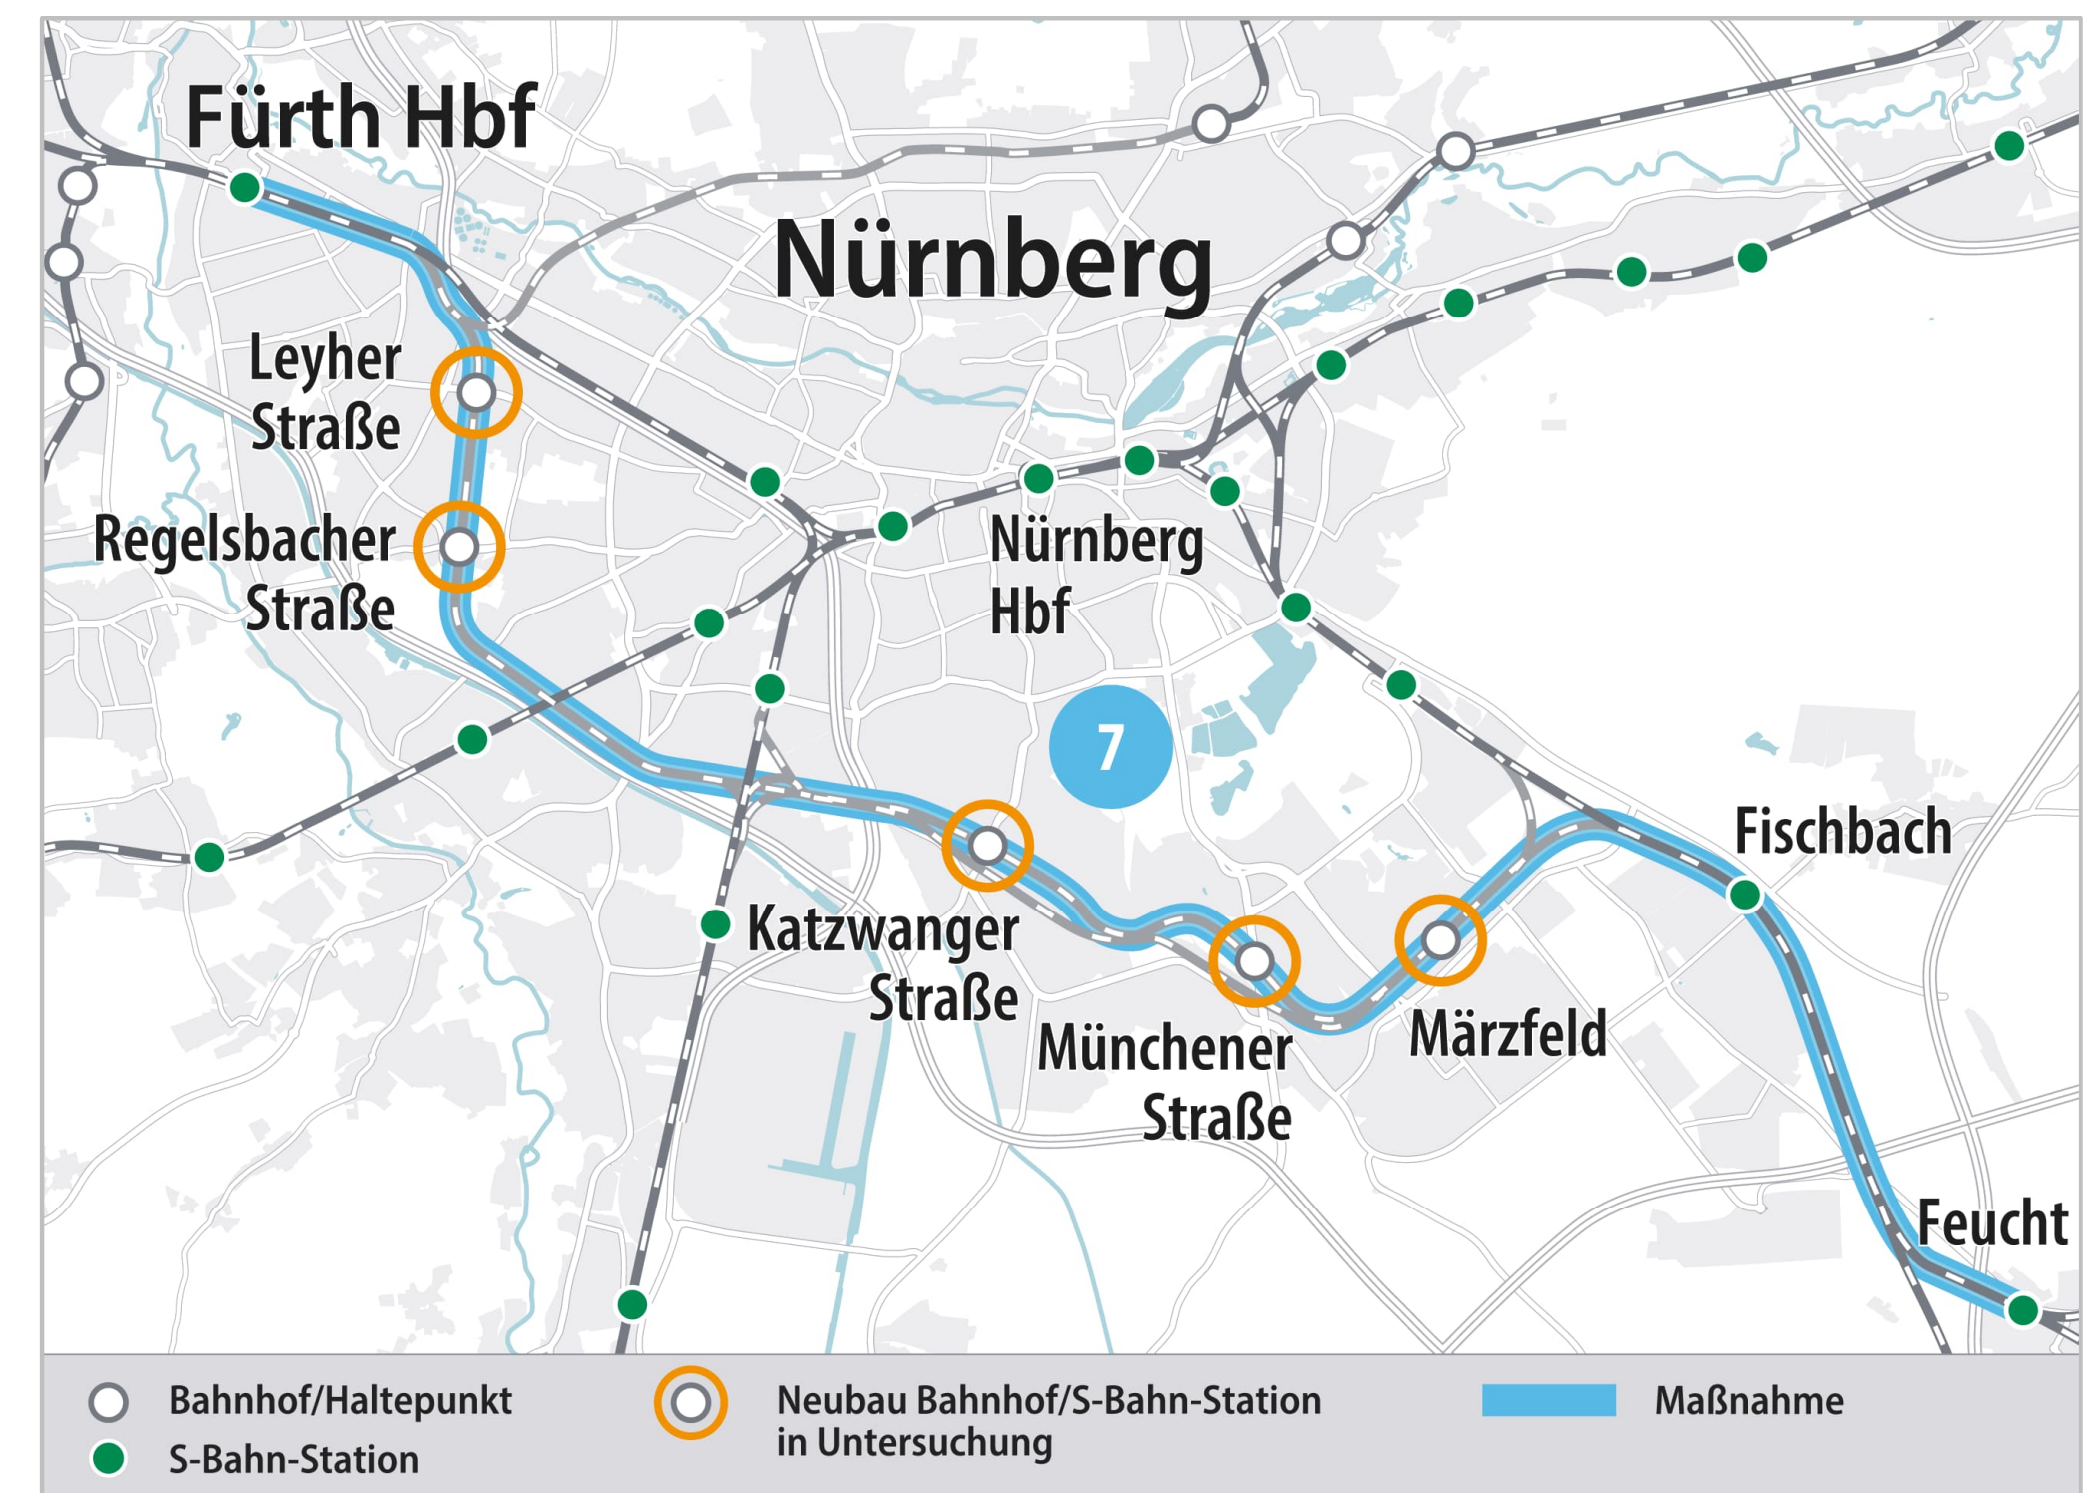 Fürth Hbf
Nürnberg
Leyher
Straße
Regelsbacher
Straße
Nürnberg
Hbf
7
Fischbach
Katzwanger
Straße
Münchener
Straße
Märzfeld
Feucht
Bahnhof/Haltepunkt
S-Bahn-Station
Neubau Bahnhof/S-Bahn-Station
in Untersuchung
Maßnahme